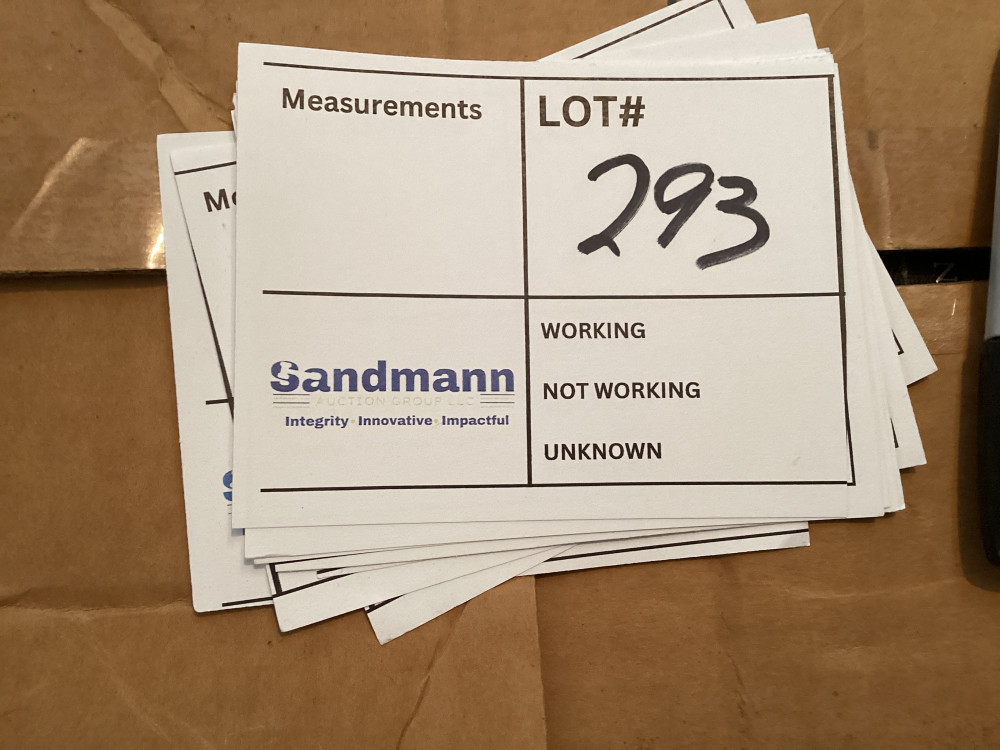 Measurements
LOT#
293
Sandmann
AUCTION GROUP LLC
Integrity • Innovative • Impactful
WORKING
NOT WORKING
UNKNOWN